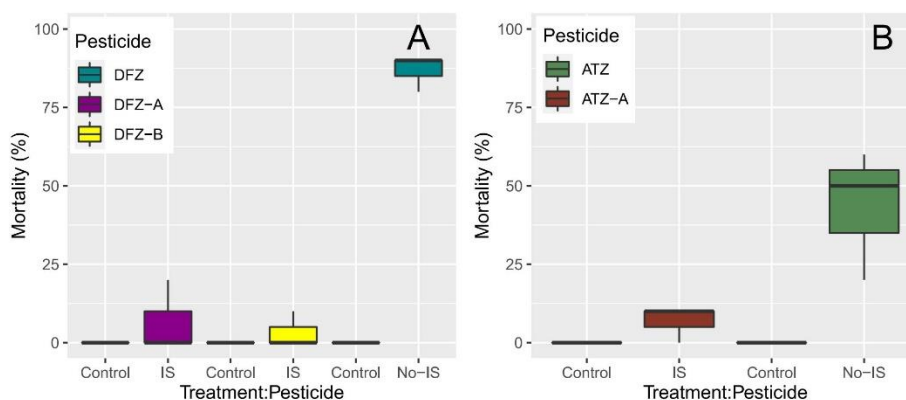 A
Pesticide
DFZ
DFZ-A
DFZ-B
Mortality (%)
100
75
50
25
0
Control IS Control IS Control No-IS
Treatment:Pesticide
B
Pesticide
ATZ
ATZ-A
Mortality (%)
100
75
50
25
0
Control IS Control No-IS
Treatment:Pesticide